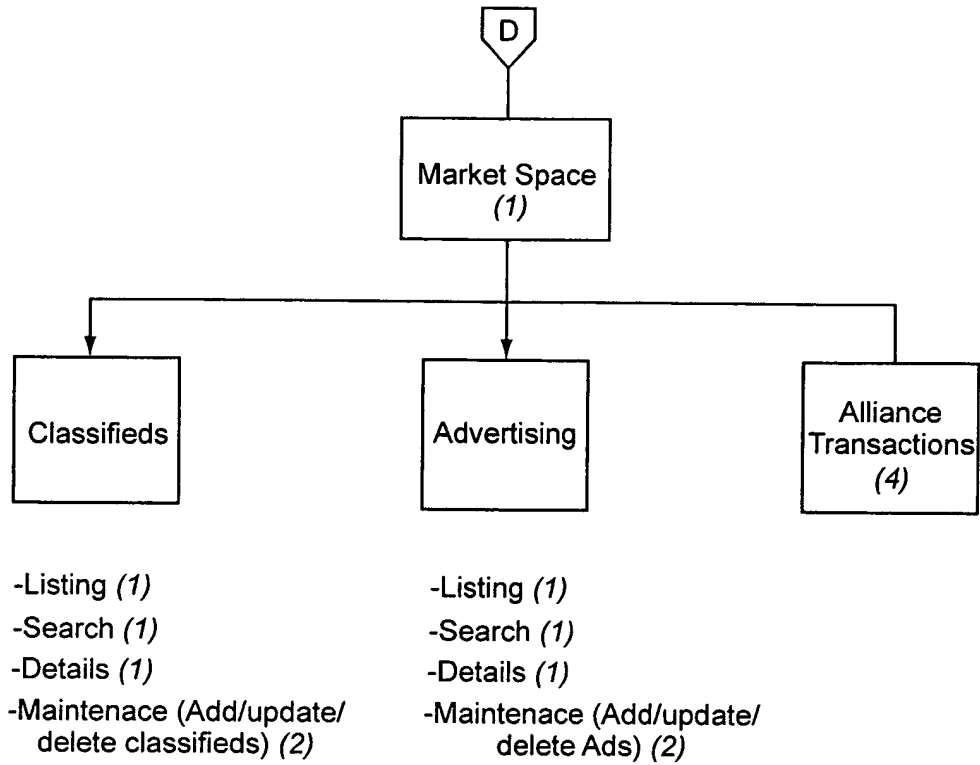 D
Market Space
(1)
Classifieds
Advertising
Alliance
Transactions
(4)
-Listing (1)
-Search (1)
-Details (1)
-Maintenace (Add/update/
delete classifieds) (2)
-Listing (1)
-Search (1)
-Details (1)
-Maintenace (Add/update/
delete Ads) (2)